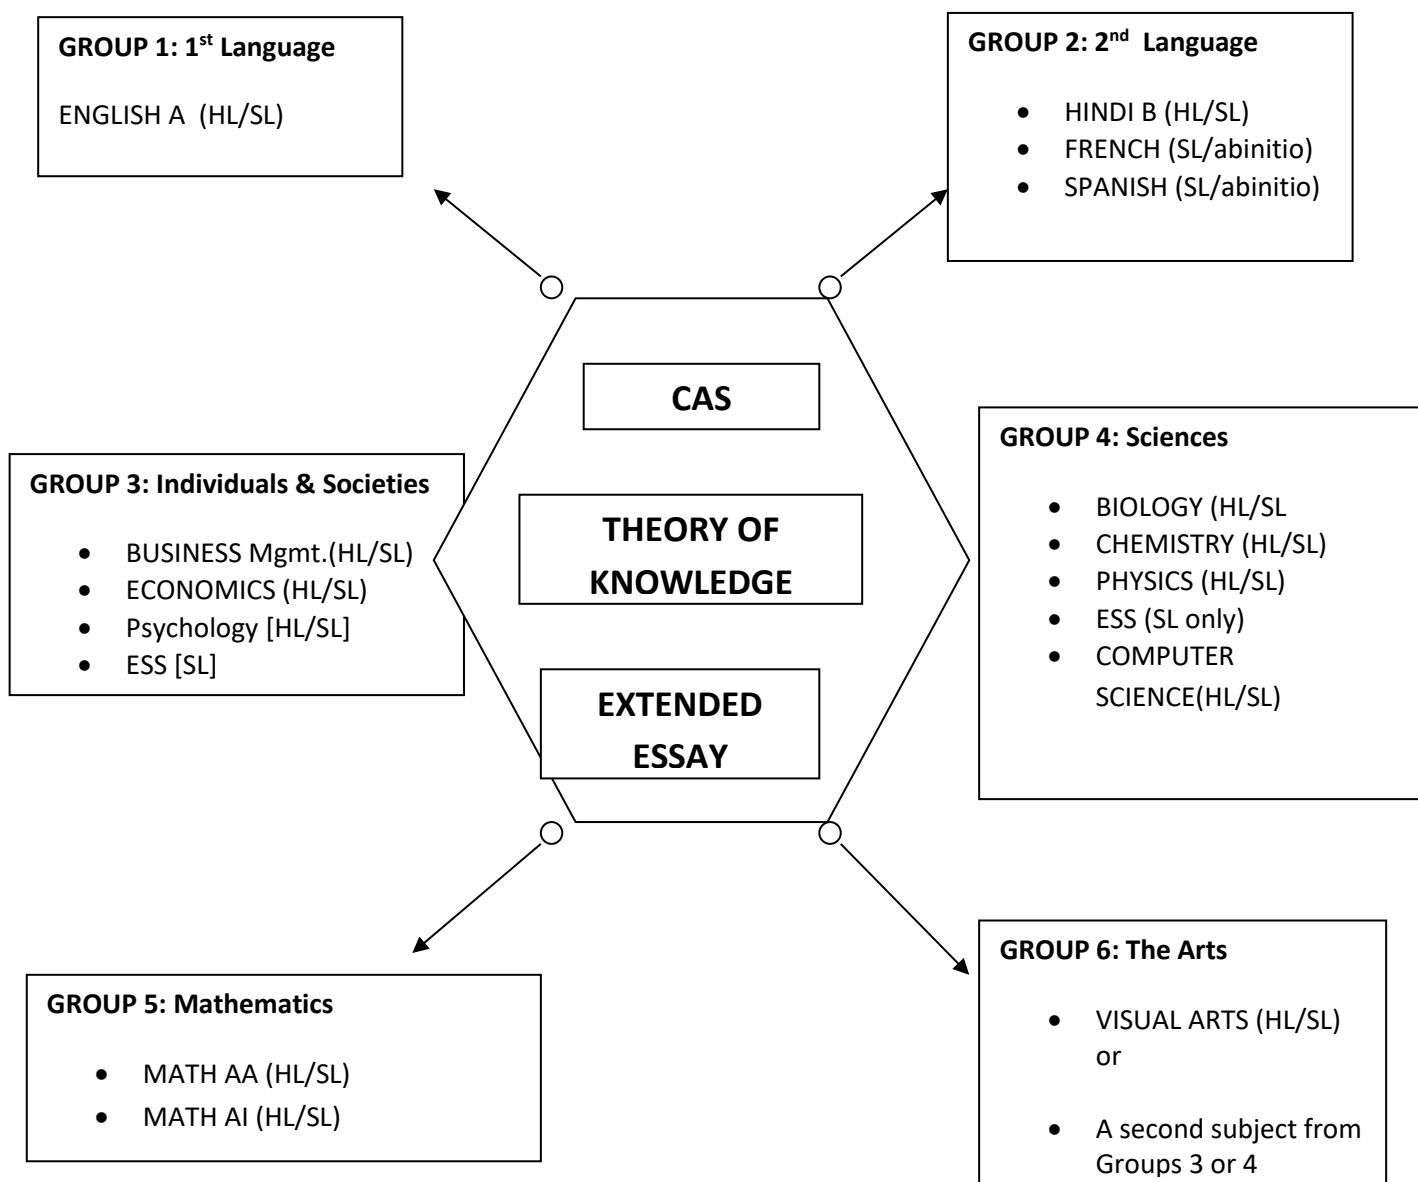 GROUP 1: 1st Language
ENGLISH A  (HL/SL)
GROUP 2: 2nd  Language
• HINDI B (HL/SL)
• FRENCH (SL/abinitio)
• SPANISH (SL/abinitio)
CAS
THEORY OF
KNOWLEDGE
EXTENDED
ESSAY
GROUP 3: Individuals & Societies
• BUSINESS Mgmt.(HL/SL)
• ECONOMICS (HL/SL)
• Psychology [HL/SL]
• ESS [SL]
GROUP 4: Sciences
• BIOLOGY (HL/SL
• CHEMISTRY (HL/SL)
• PHYSICS (HL/SL)
• ESS (SL only)
• COMPUTER
SCIENCE(HL/SL)
GROUP 5: Mathematics
• MATH AA (HL/SL)
• MATH AI (HL/SL)
GROUP 6: The Arts
• VISUAL ARTS (HL/SL)
or
• A second subject from
Groups 3 or 4